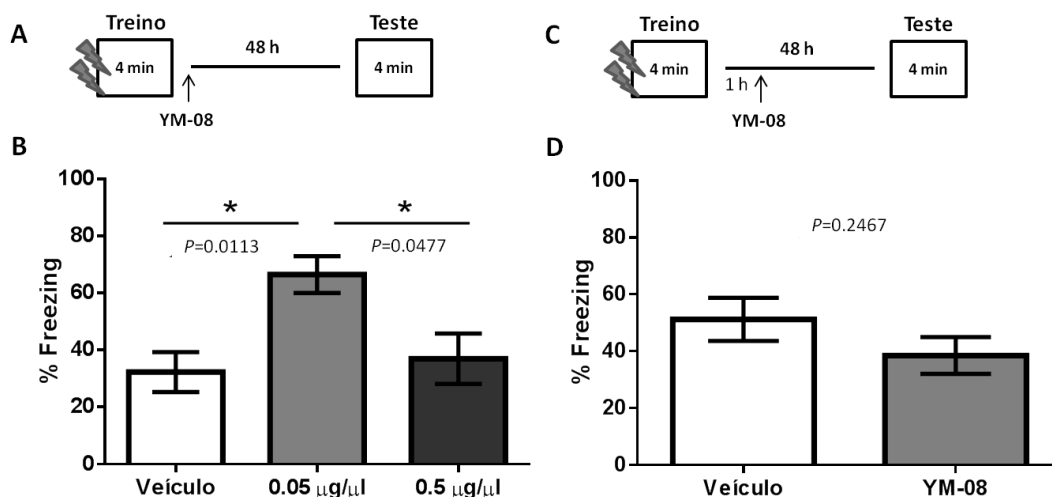 A
Treino
Teste
4 min
48 h
4 min
YM-08
B
% Freezing
100
80
60
40
20
0
*
*
P=0.0113
P=0.0477
Veículo
0.05 µg/µl
0.5 µg/µl
C
Treino
Teste
4 min
48 h
4 min
1 h
YM-08
D
% Freezing
100
80
60
40
20
0
P=0.2467
Veículo
YM-08